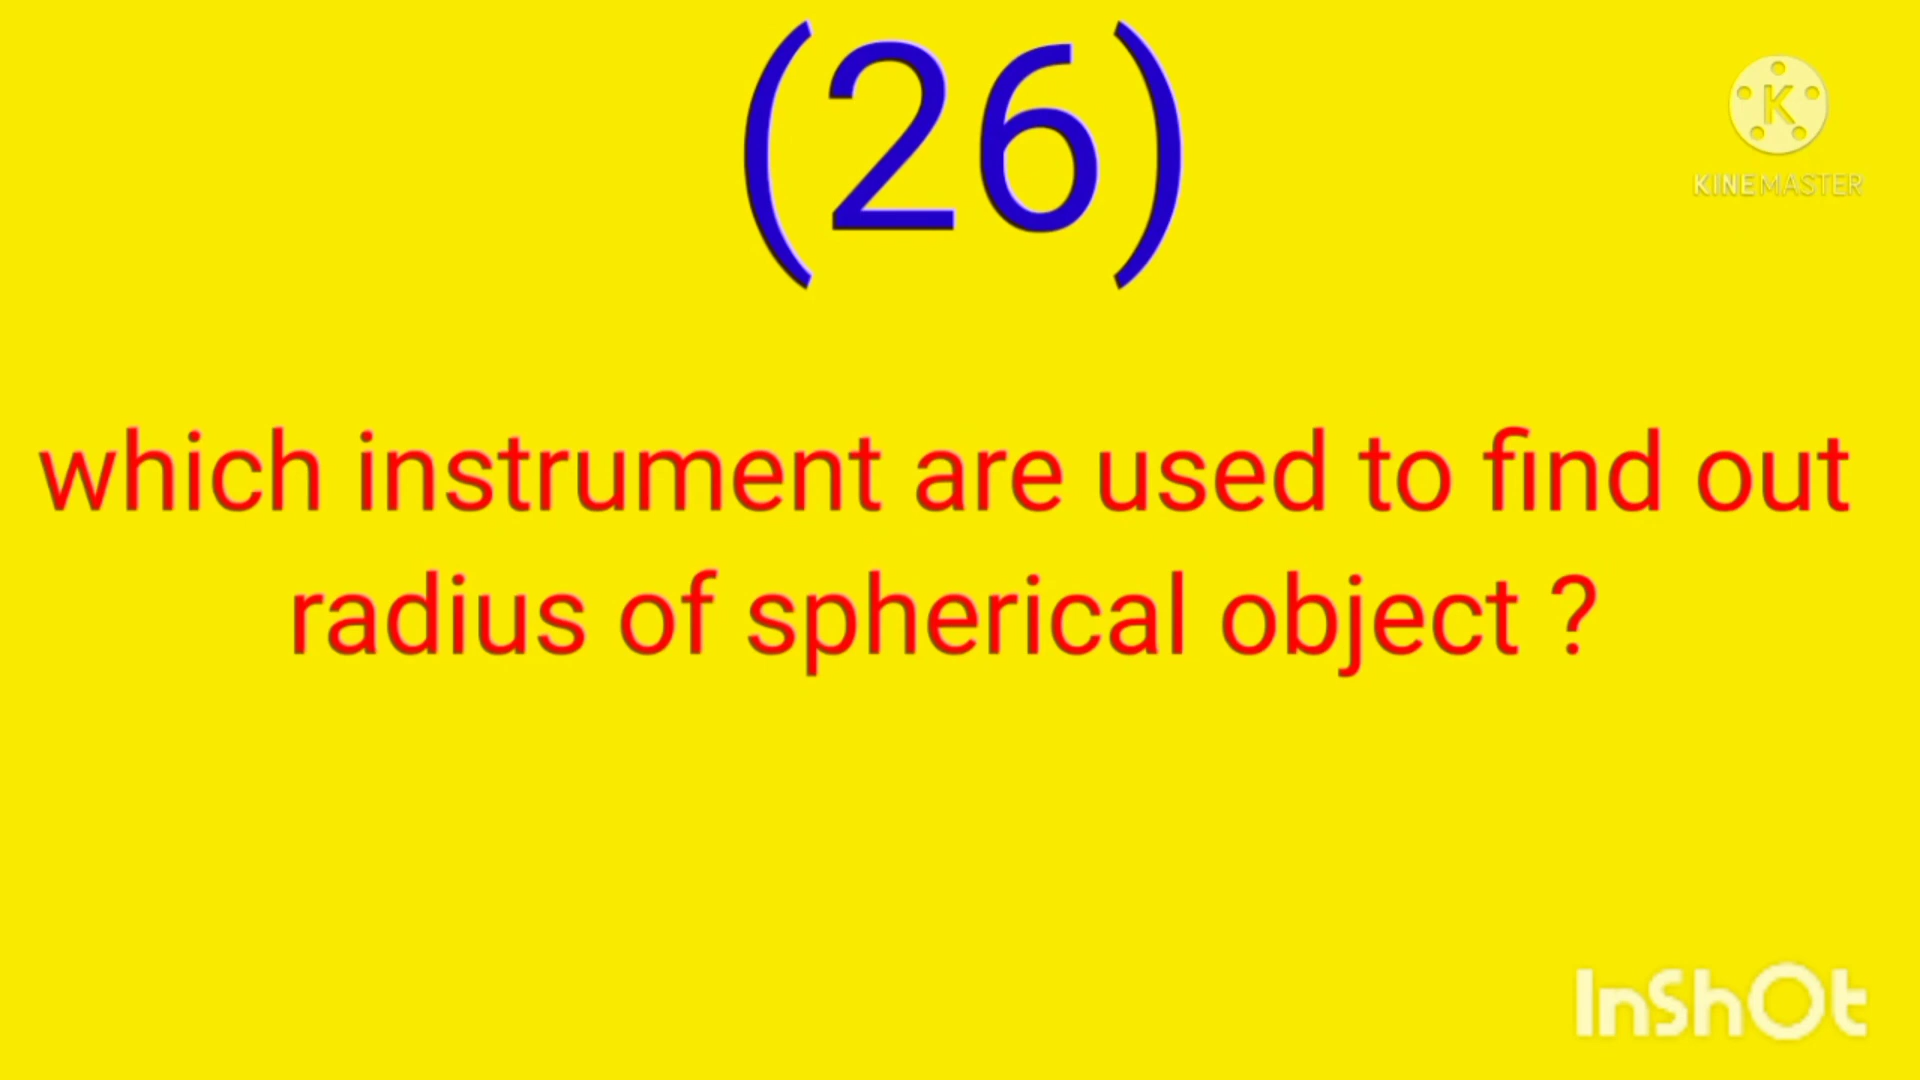 (26)
KINEMASTER
which instrument are used to find out
radius of spherical object ?
InShOt